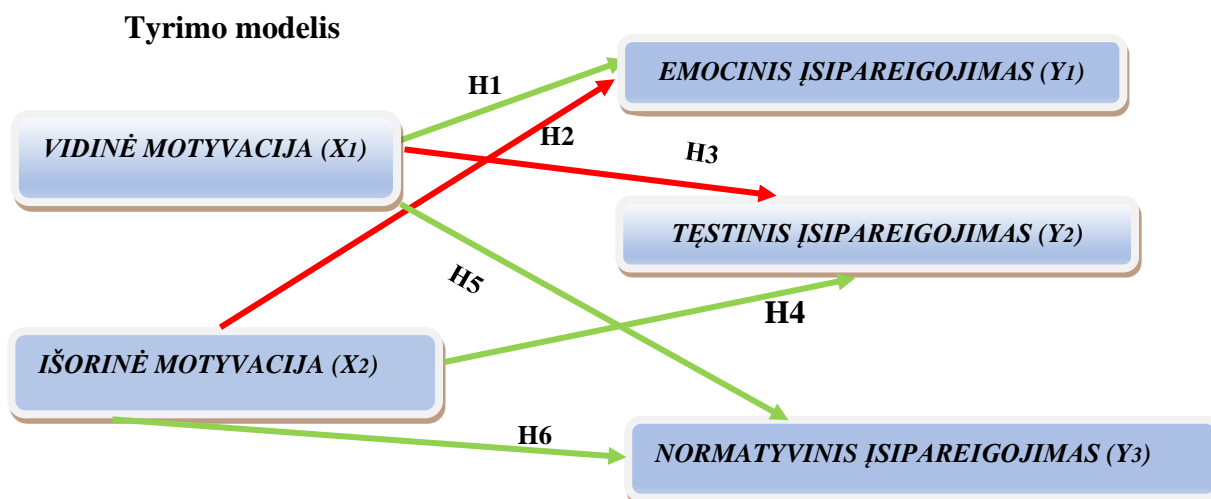 Tyrimo modelis
EMOCINIS ĮSIPAREIGOJIMAS (Y1)
H1
VIDINĖ MOTYVACIJA (X1)
H2
H3
TĘSTINIS ĮSIPAREIGOJIMAS (Y2)
H5
H4
IŠORINĖ MOTYVACIJA (X2)
H6
NORMATYVINIS ĮSIPAREIGOJIMAS (Y3)